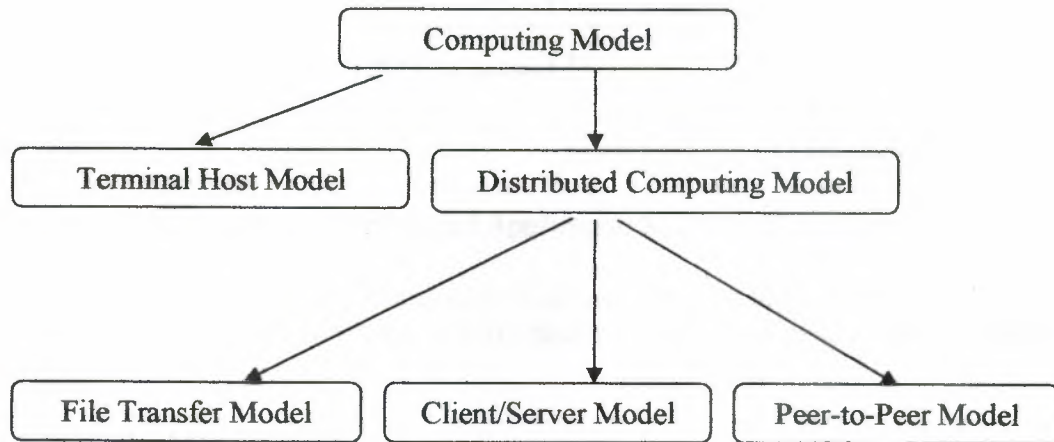 Computing Model
Terminal Host Model
Distributed Computing Model
File Transfer Model
Client/Server Model
Peer-to-Peer Model